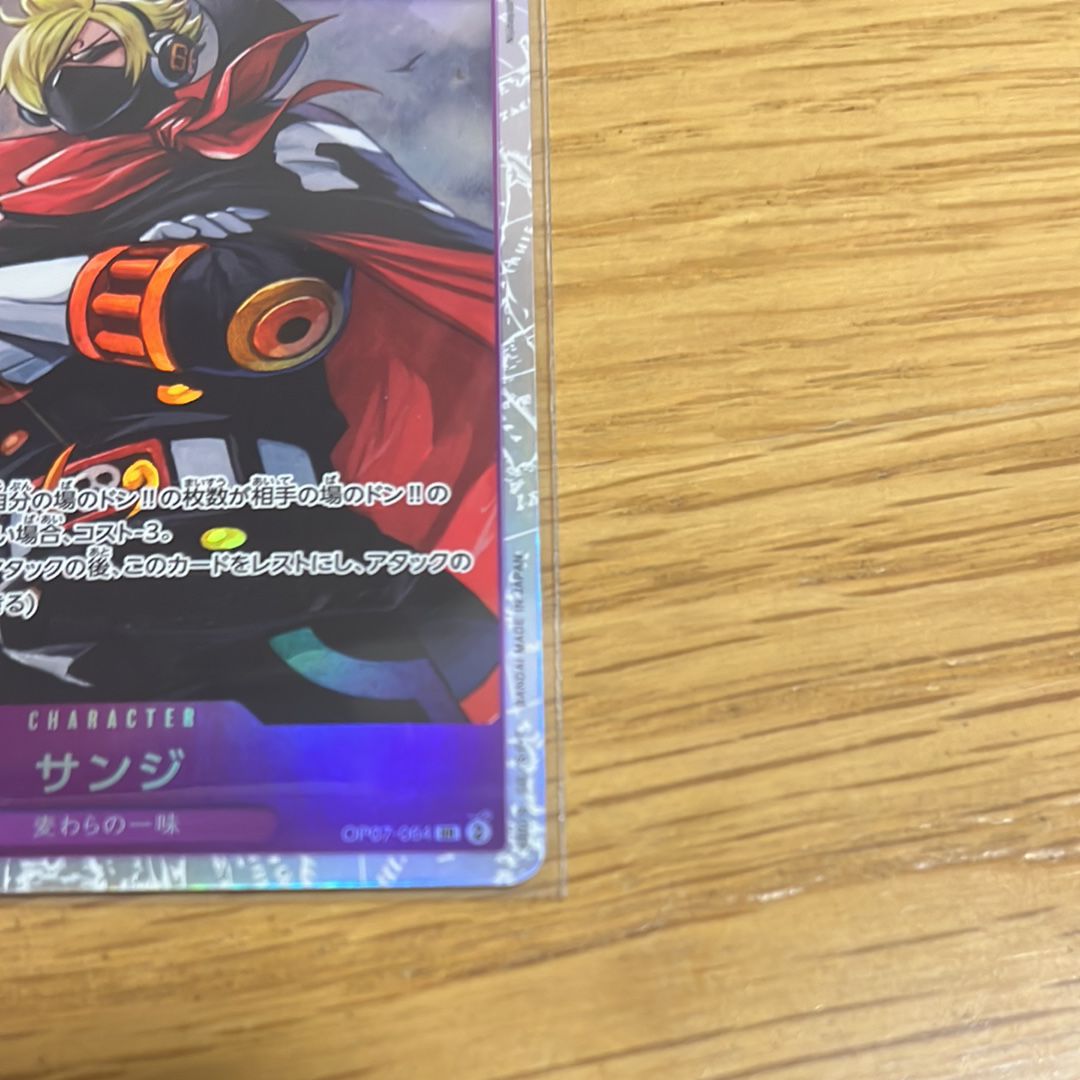 自分の場のドン!!の枚数が相手の場のドン!!の
い場合、コスト-3。
アタックの後、このカードをレストにし、アタックの
る)
CHARACTER
サンジ
麦わらの一味
OP07-064
BANDAI MADE IN JAPAN